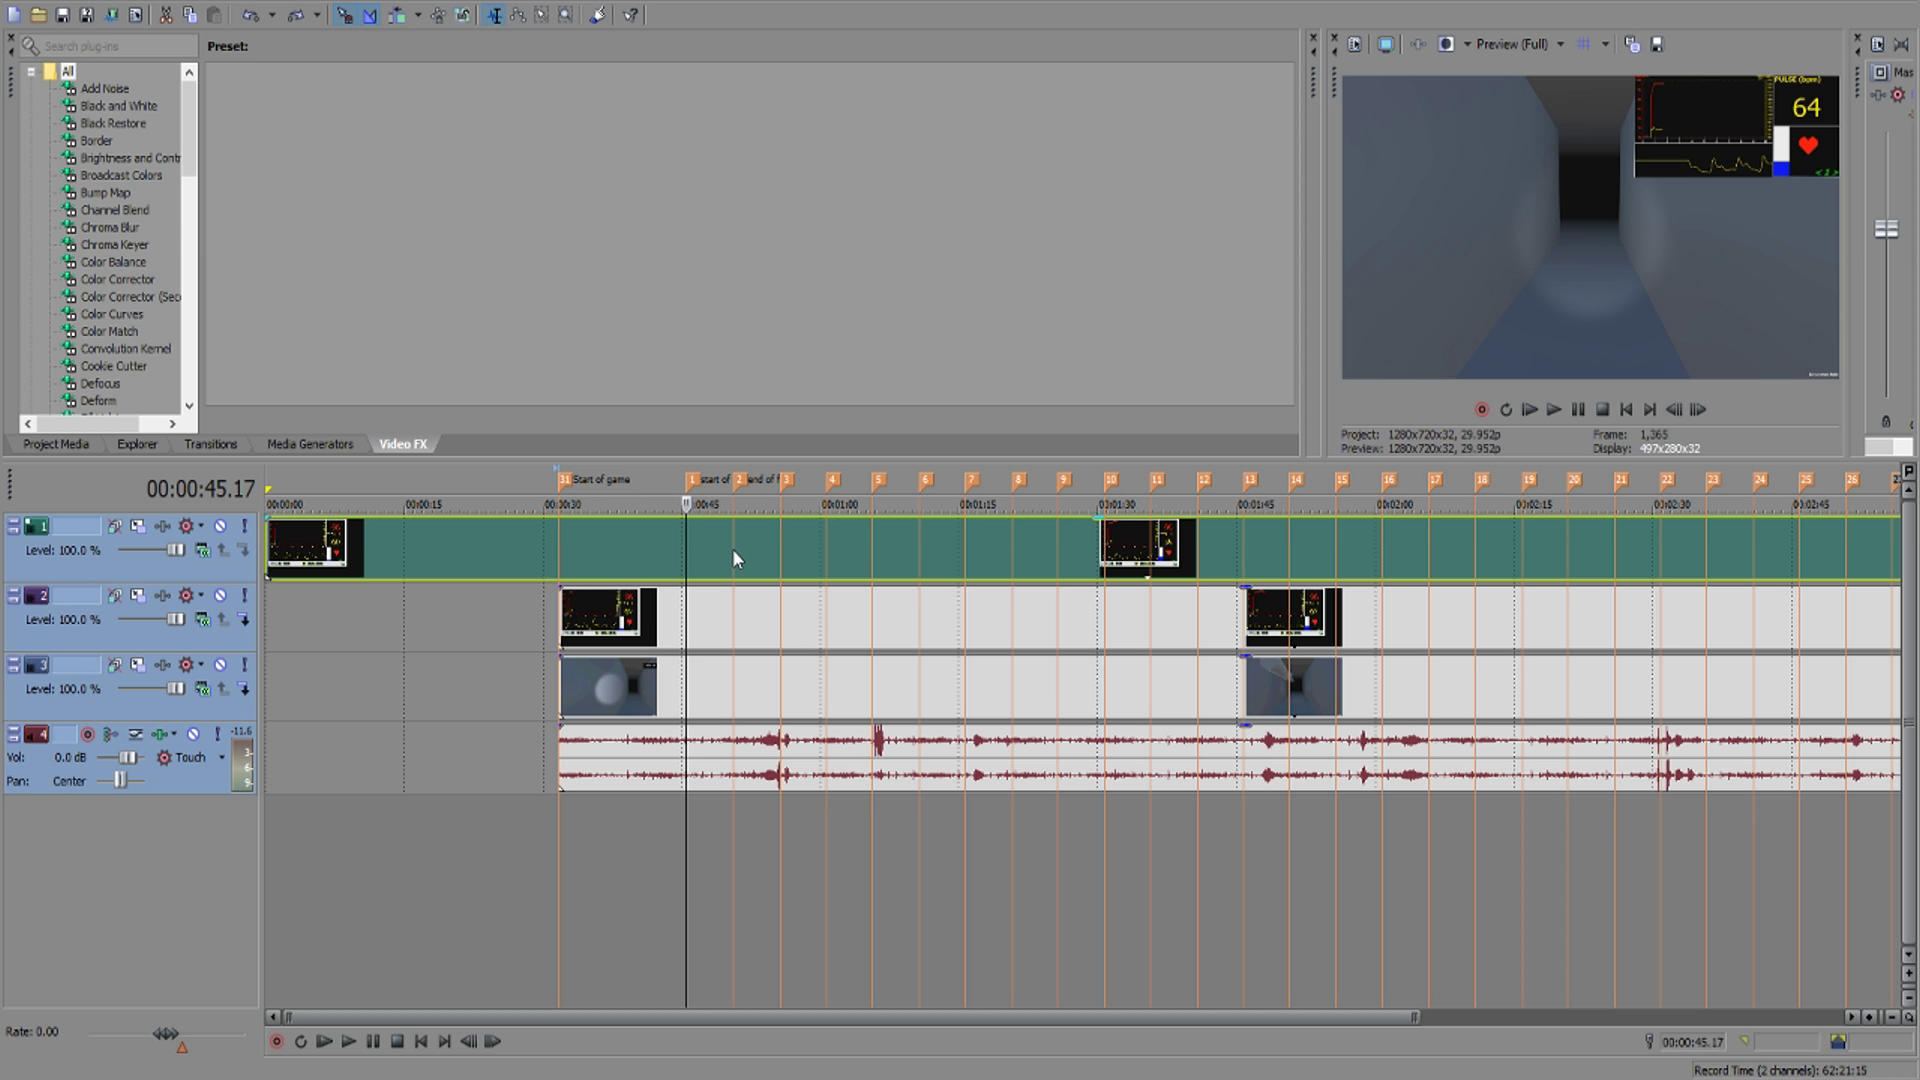 Search plug-ins
Preset:
All
Add Noise
Black and White
Black Restore
Border
Brightness and Contr
Broadcast Colors
Bump Map
Channel Blend
Chroma Blur
Chroma Keyer
Color Balance
Color Corrector
Color Corrector (Sec
Color Curves
Color Match
Convolution Kernel
Cookie Cutter
Defocus
Deform
Project Media
Explorer
Transitions
Media Generators
Video FX
Preview (Full)
Mas
PULSE (bpm)
64
Project: 1280x720x32, 29.952p
Frame: 1,365
Preview: 1280x720x32, 29.952p
Display: 497x280x32
00:00:45.17
31 Start of game
1 start of
2 end of f
3 4 5 6 7 8 9 10 11 12 13 14 15 16 17 18 19 20 21 22 23 24 25 26
00:00:00
00:00:15
00:00:30
00:45
00:01:00
00:01:15
00:01:30
00:01:45
00:02:00
00:02:15
00:02:30
00:02:45
1
Level: 100.0 %
2
Level: 100.0 %
3
Level: 100.0 %
4
-11.6
Vol: 0.0 dB
Touch
Pan: Center
3
6
9
Rate: 0.00
00:00:45.17
Record Time (2 channels): 62:21:15